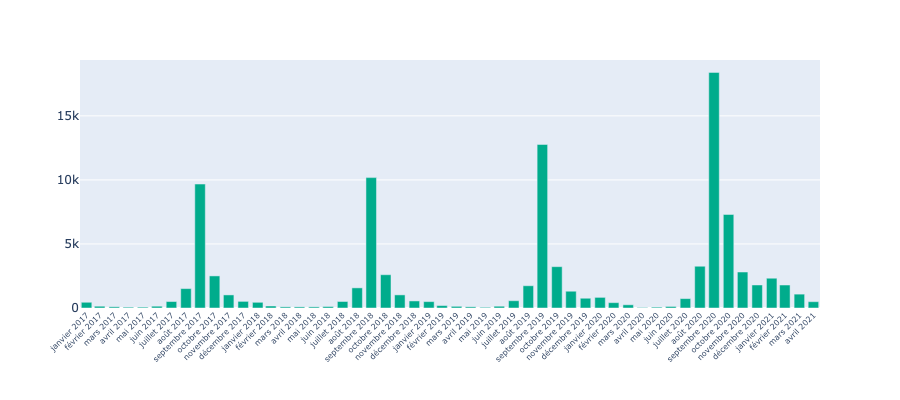 15k
10k
5k
0
janvier 2017
février 2017
mars 2017
avril 2017
mai 2017
juin 2017
juillet 2017
août 2017
septembre 2017
octobre 2017
novembre 2017
décembre 2017
janvier 2018
février 2018
mars 2018
avril 2018
mai 2018
juin 2018
juillet 2018
août 2018
septembre 2018
octobre 2018
novembre 2018
décembre 2018
janvier 2019
février 2019
mars 2019
avril 2019
mai 2019
juin 2019
juillet 2019
août 2019
septembre 2019
octobre 2019
novembre 2019
décembre 2019
janvier 2020
février 2020
mars 2020
avril 2020
mai 2020
juin 2020
juillet 2020
août 2020
septembre 2020
octobre 2020
novembre 2020
décembre 2020
janvier 2021
février 2021
mars 2021
avril 2021